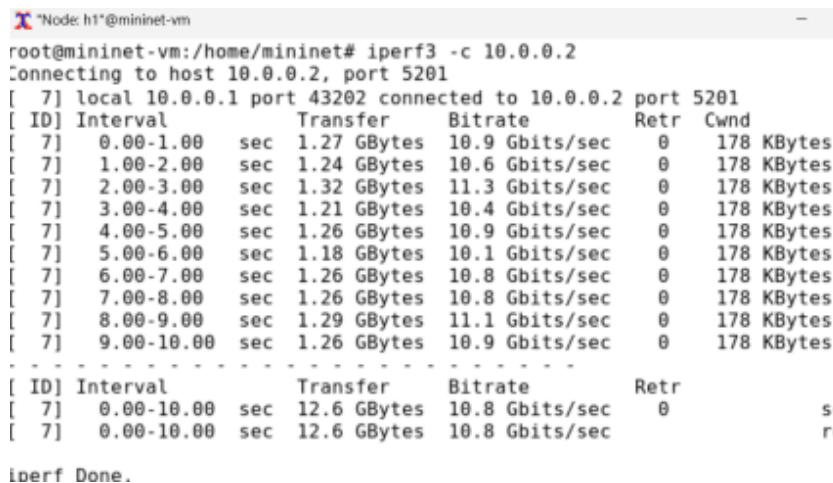 "Node: h1"@mininet-vm
root@mininet-vm:/home/mininet# iperf3 -c 10.0.0.2
Connecting to host 10.0.0.2, port 5201
[  7] local 10.0.0.1 port 43202 connected to 10.0.0.2 port 5201
[ ID] Interval           Transfer     Bitrate         Retr  Cwnd
[  7]   0.00-1.00   sec  1.27 GBytes  10.9 Gbits/sec    0    178 KBytes
[  7]   1.00-2.00   sec  1.24 GBytes  10.6 Gbits/sec    0    178 KBytes
[  7]   2.00-3.00   sec  1.32 GBytes  11.3 Gbits/sec    0    178 KBytes
[  7]   3.00-4.00   sec  1.21 GBytes  10.4 Gbits/sec    0    178 KBytes
[  7]   4.00-5.00   sec  1.26 GBytes  10.9 Gbits/sec    0    178 KBytes
[  7]   5.00-6.00   sec  1.18 GBytes  10.1 Gbits/sec    0    178 KBytes
[  7]   6.00-7.00   sec  1.26 GBytes  10.8 Gbits/sec    0    178 KBytes
[  7]   7.00-8.00   sec  1.26 GBytes  10.8 Gbits/sec    0    178 KBytes
[  7]   8.00-9.00   sec  1.29 GBytes  11.1 Gbits/sec    0    178 KBytes
[  7]   9.00-10.00  sec  1.26 GBytes  10.9 Gbits/sec    0    178 KBytes
- - - - - - - - - - - - - - - - - - - - - - - - -
[ ID] Interval           Transfer     Bitrate         Retr
[  7]   0.00-10.00  sec  12.6 GBytes  10.8 Gbits/sec    0
[  7]   0.00-10.00  sec  12.6 GBytes  10.8 Gbits/sec
iperf Done.